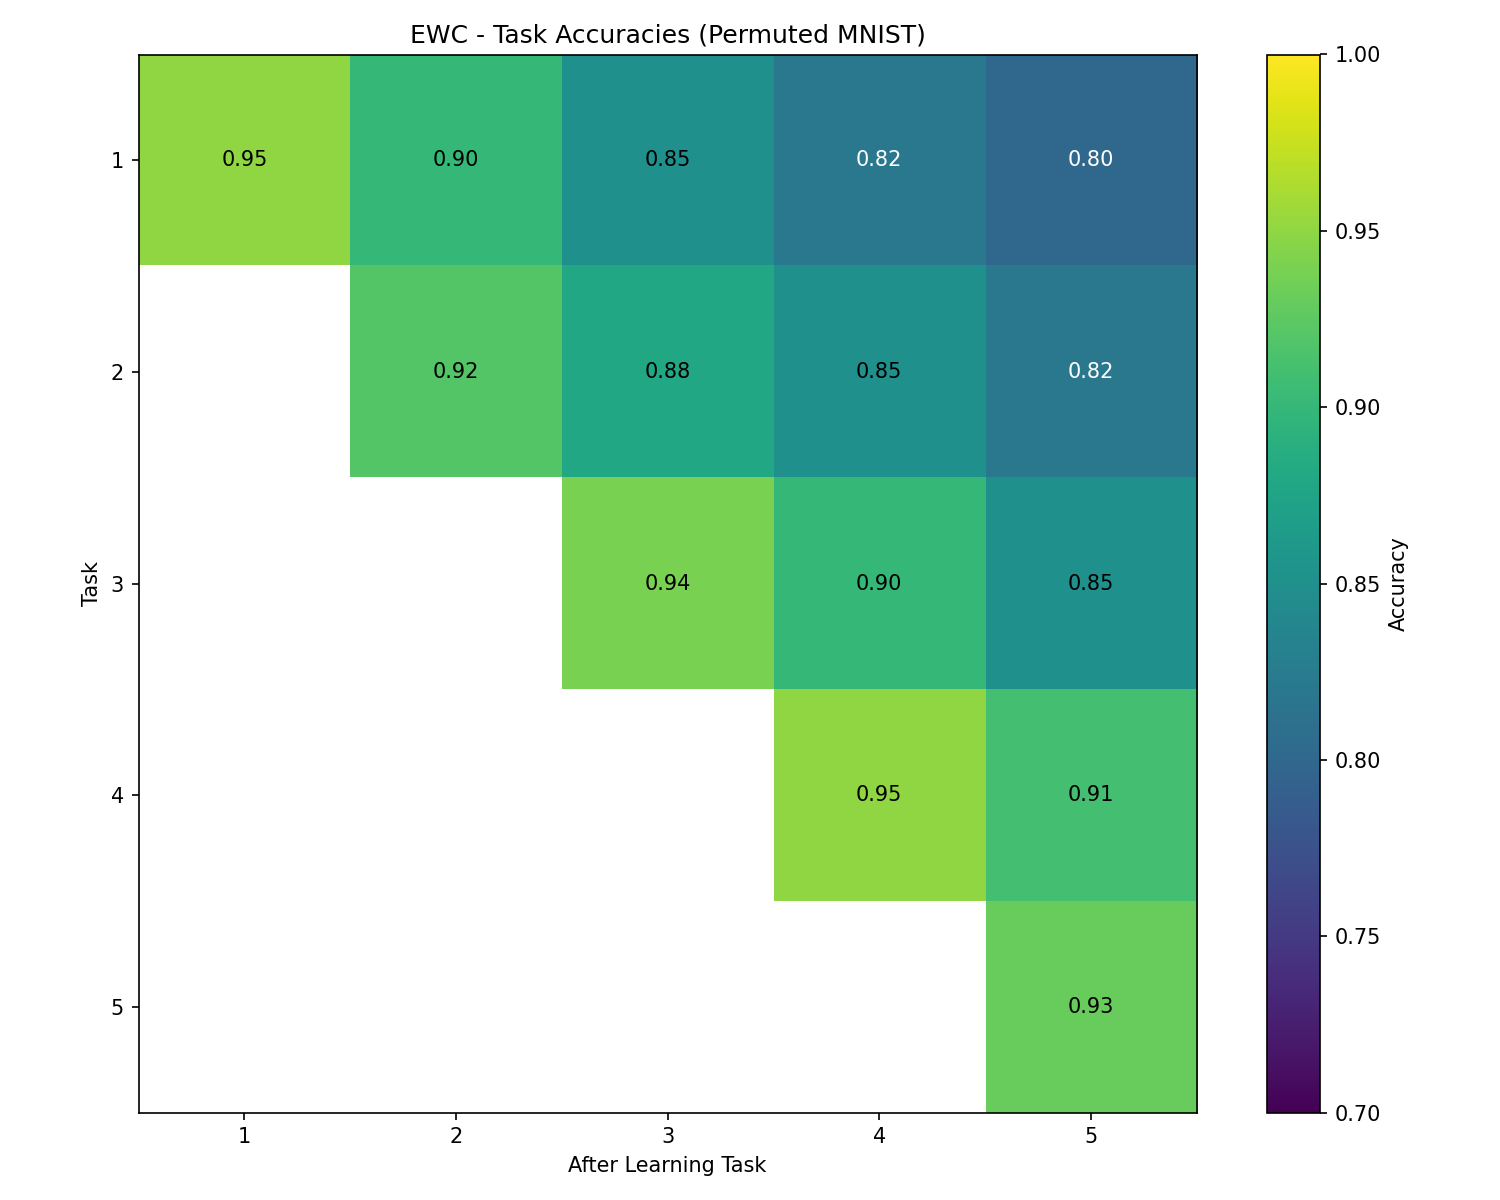 EWC - Task Accuracies (Permuted MNIST)
1 0.95 0.90 0.85 0.82 0.80
2 0.92 0.88 0.85 0.82
3 0.94 0.90 0.85
4 0.95 0.91
5 0.93
Task
1 2 3 4 5
After Learning Task
1.00
0.95
0.90
0.85
0.80
0.75
0.70
Accuracy